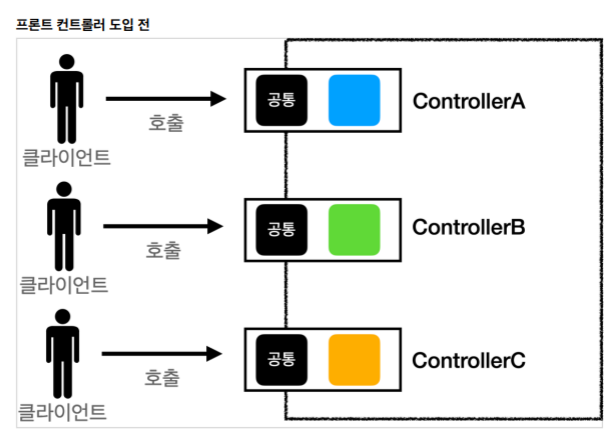 프론트 컨트롤러 도입 전
공통
ControllerA
호출
클라이언트
공통
ControllerB
호출
클라이언트
공통
ControllerC
호출
클라이언트